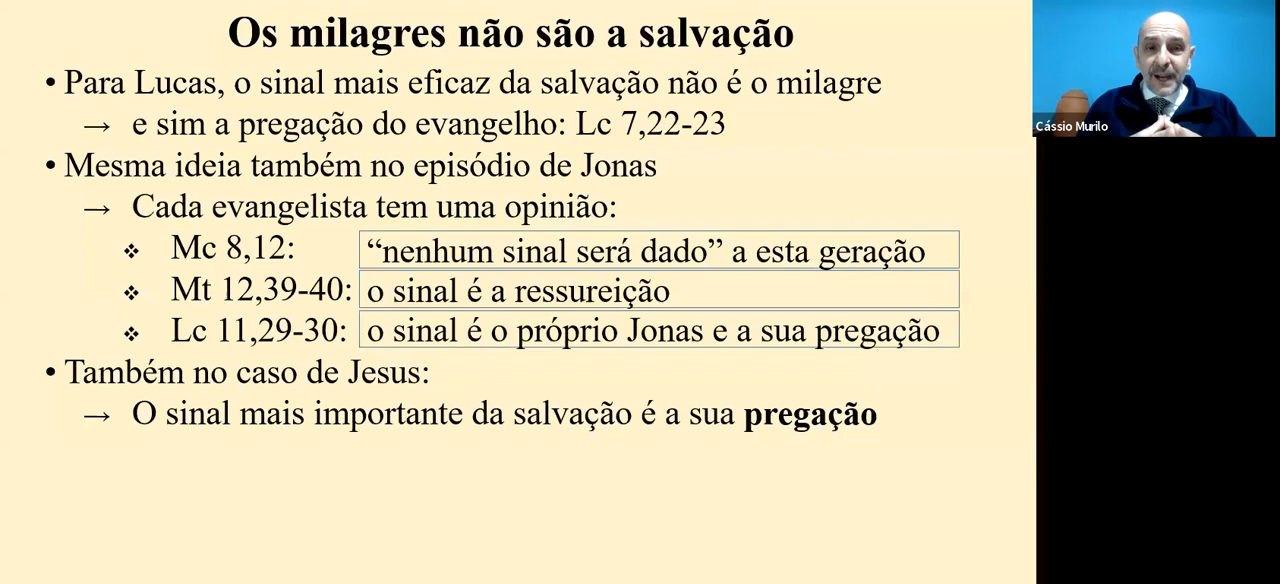 Os milagres não são a salvação
• Para Lucas, o sinal mais eficaz da salvação não é o milagre
→ e sim a pregação do evangelho: Lc 7,22-23
• Mesma ideia também no episódio de Jonas
→ Cada evangelista tem uma opinião:
❖ Mc 8,12: “nenhum sinal será dado” a esta geração
❖ Mt 12,39-40: o sinal é a ressureição
❖ Lc 11,29-30: o sinal é o próprio Jonas e a sua pregação
• Também no caso de Jesus:
→ O sinal mais importante da salvação é a sua pregação
Cássio Murilo